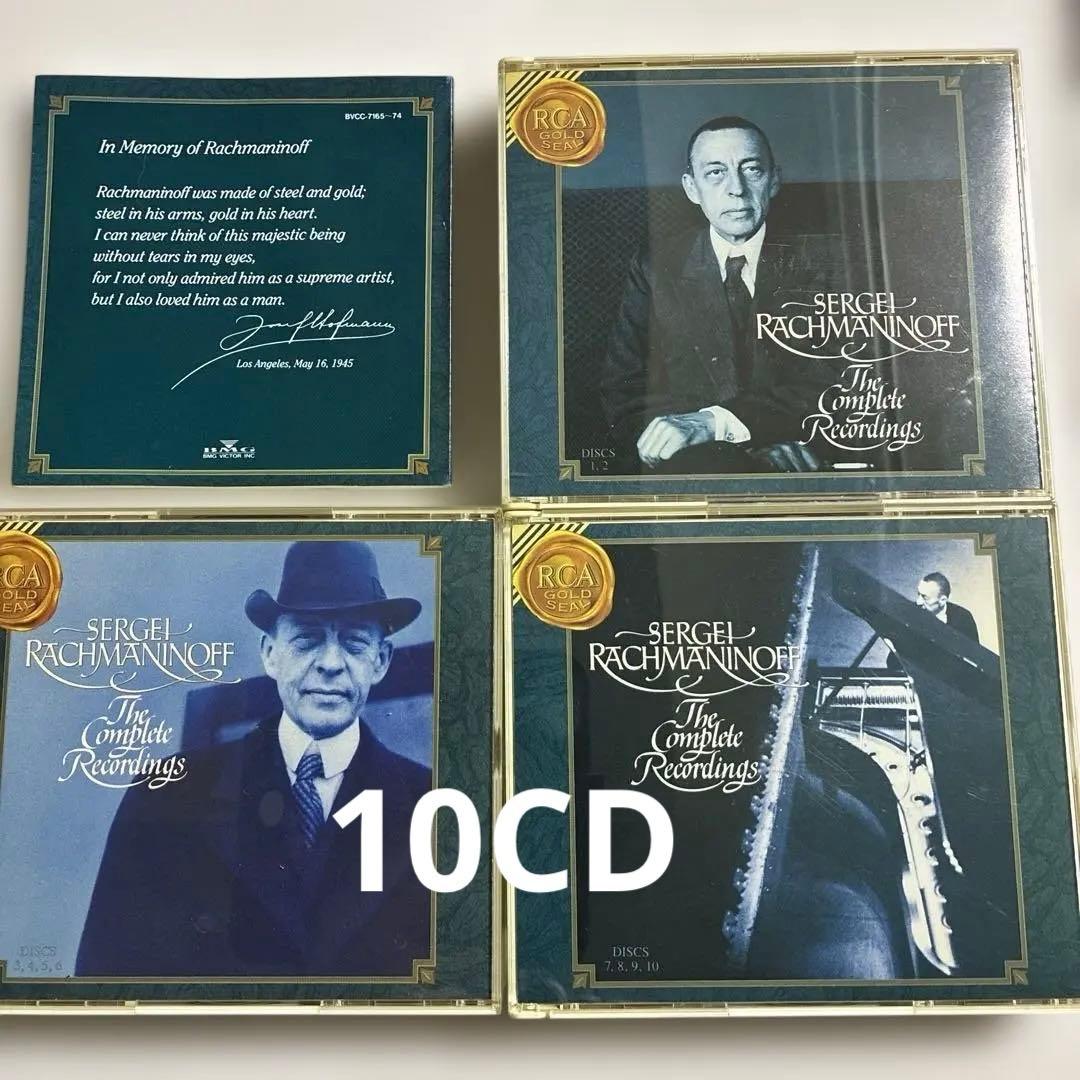 BVCC-7165~74
In Memory of Rachmaninoff
Rachmaninoff was made of steel and gold;
steel in his arms, gold in his heart.
I can never think of this majestic being
without tears in my eyes,
for I not only admired him as a supreme artist,
but I also loved him as a man.
Josef Hofmann
Los Angeles, May 16, 1945
BMG
BMG VICTOR INC
RCA
GOLD
SEAL
SERGEI
RACHMANINOFF
The
Complete
Recordings
DISCS
1, 2
RCA
GOLD
SEAL
SERGEI
RACHMANINOFF
The
Complete
Recordings
DISCS
3, 4, 5, 6
RCA
GOLD
SEAL
SERGEI
RACHMANINOFF
The
Complete
Recordings
DISCS
7, 8, 9, 10
10CD